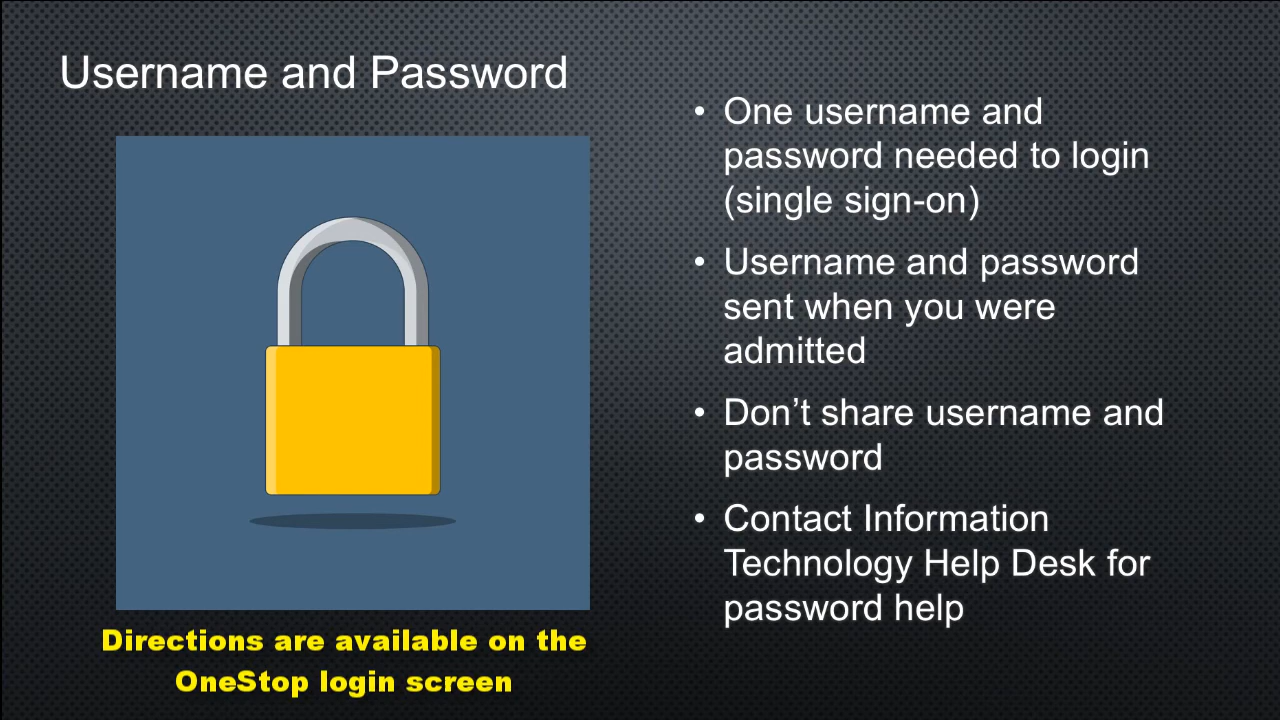 Username and Password
• One username and
password needed to login
(single sign-on)
• Username and password
sent when you were
admitted
• Don’t share username and
password
• Contact Information
Technology Help Desk for
password help
Directions are available on the
OneStop login screen